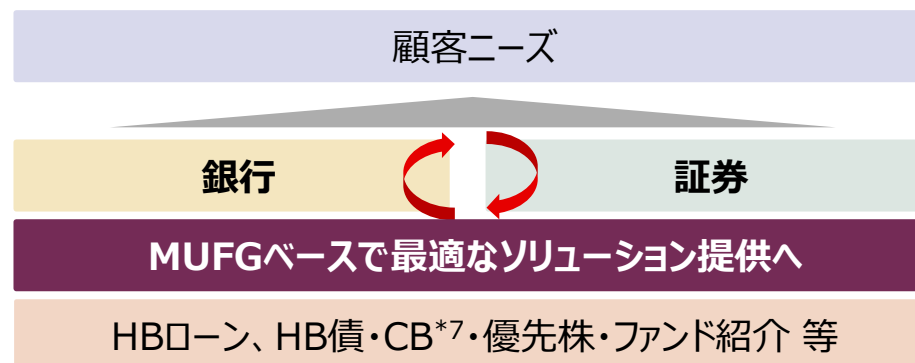 顧客ニーズ
銀行
証券
MUFGベースで最適なソリューション提供へ
HBローン、HB債・CB*7・優先株・ファンド紹介 等